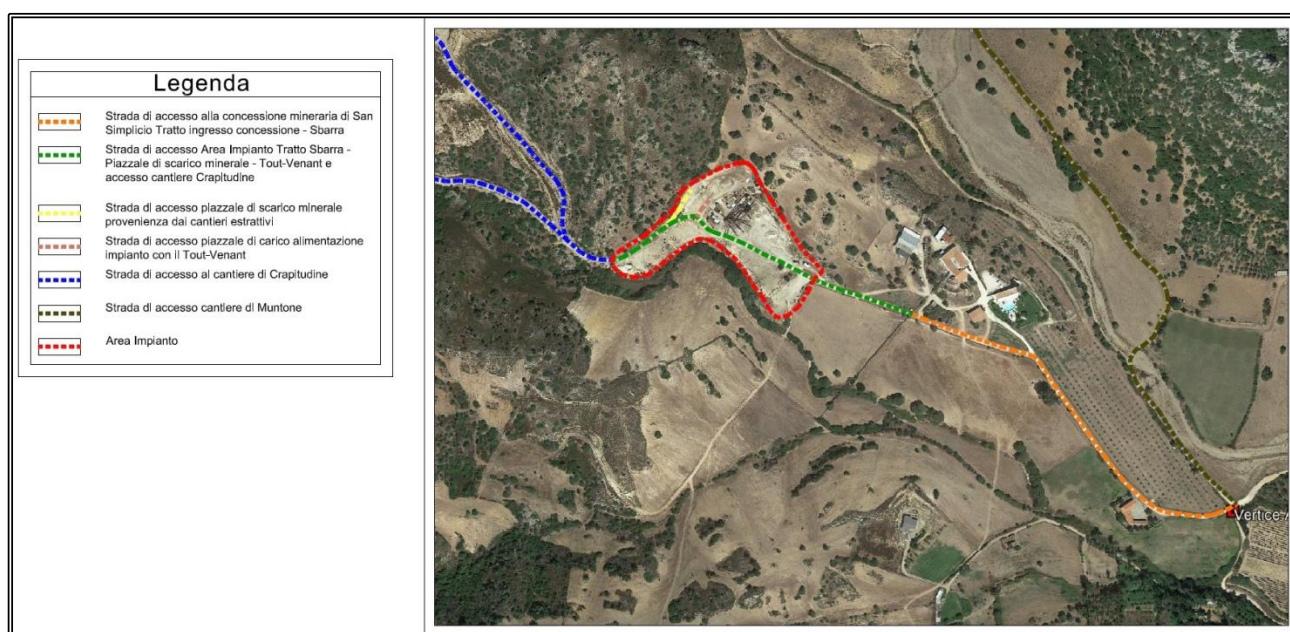 Legenda
Strada di accesso alla concessione mineraria di San
Simplicio Tratto ingresso concessione - Sbarra
Strada di accesso Area Impianto Tratto Sbarra -
Piazzale di scarico minerale - Tout-Venant e
accesso cantiere Crapitudine
Strada di accesso piazzale di scarico minerale
provenienza dai cantieri estrattivi
Strada di accesso piazzale di carico alimentazione
impianto con il Tout-Venant
Strada di accesso al cantiere di Crapitudine
Strada di accesso cantiere di Muntone
Area Impianto
Vertice A